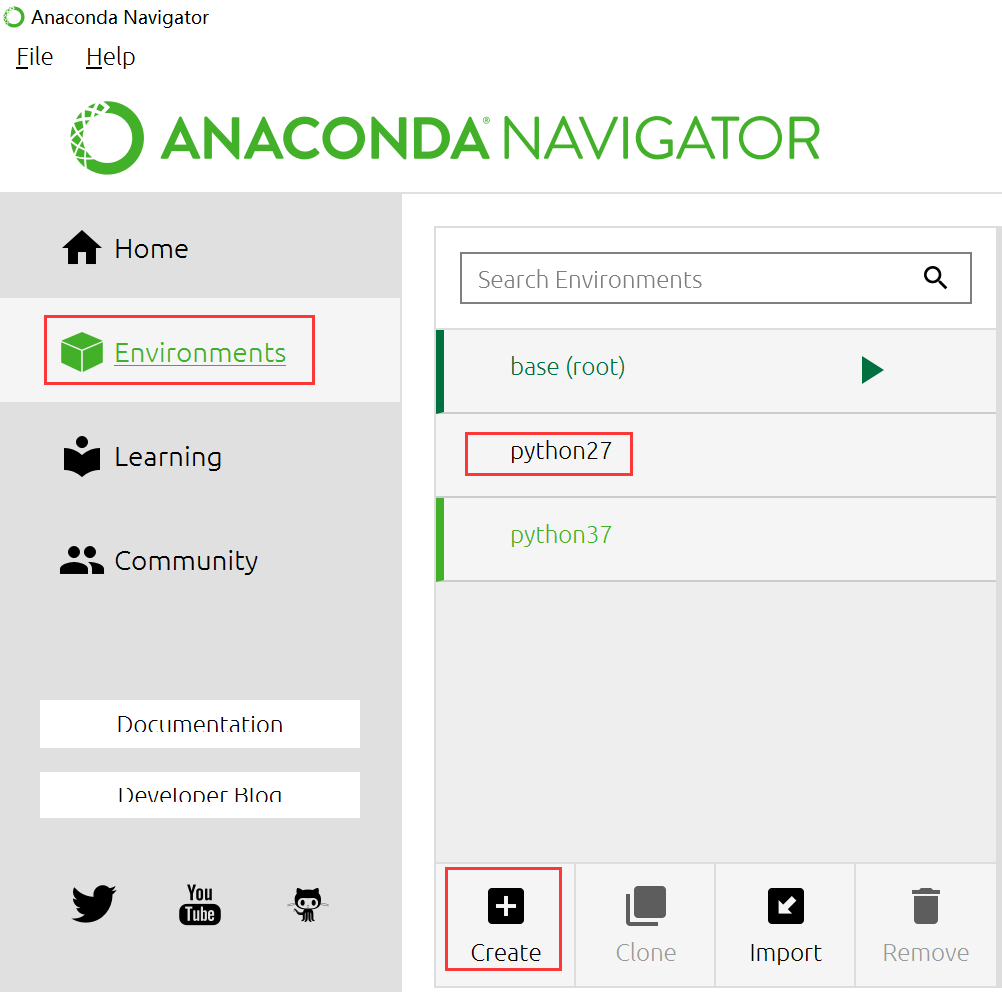 Anaconda Navigator
File Help
ANACONDA® NAVIGATOR
Home
Environments
Learning
Community
Documentation
Developer Blog
You
Tube
Search Environments
base (root)
python27
python37
Create Clone Import Remove